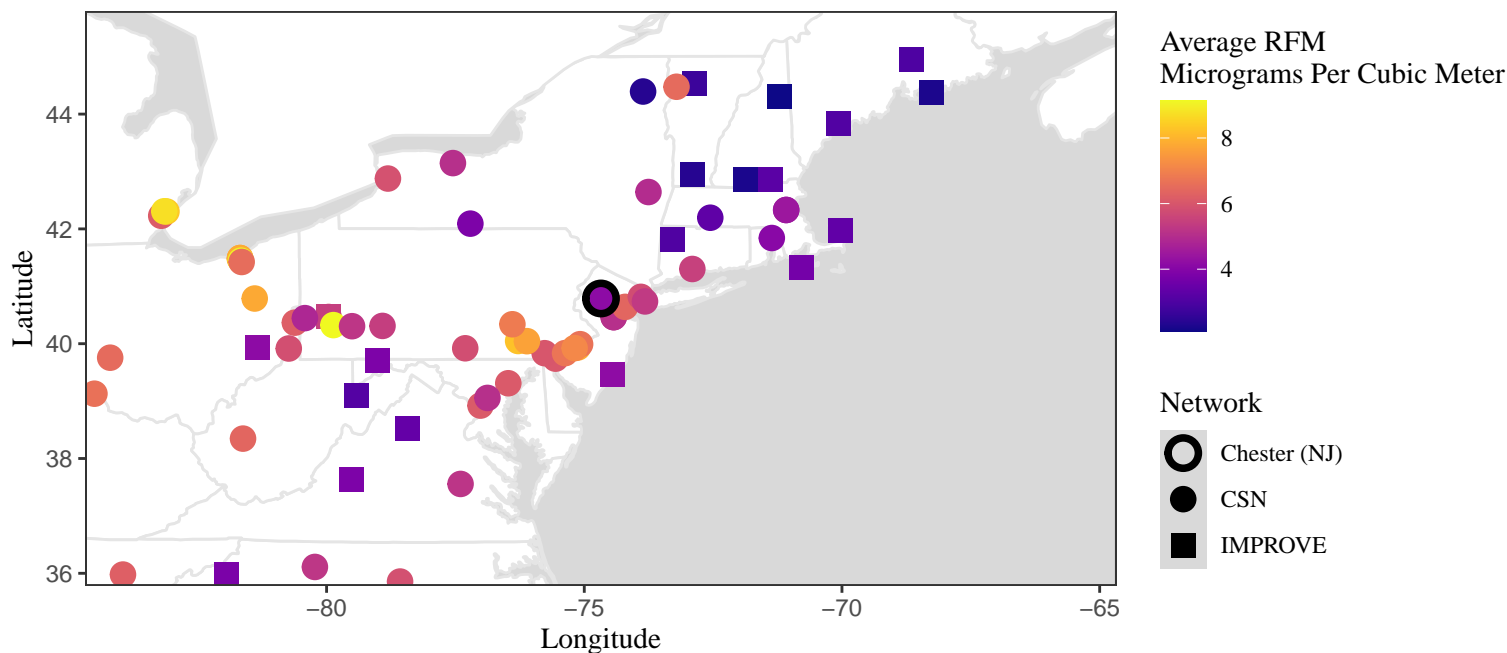 44
42
40
38
36
Latitude
−80
−75
−70
−65
Longitude
Average RFM
Micrograms Per Cubic Meter
8
6
4
Network
Chester (NJ)
CSN
IMPROVE